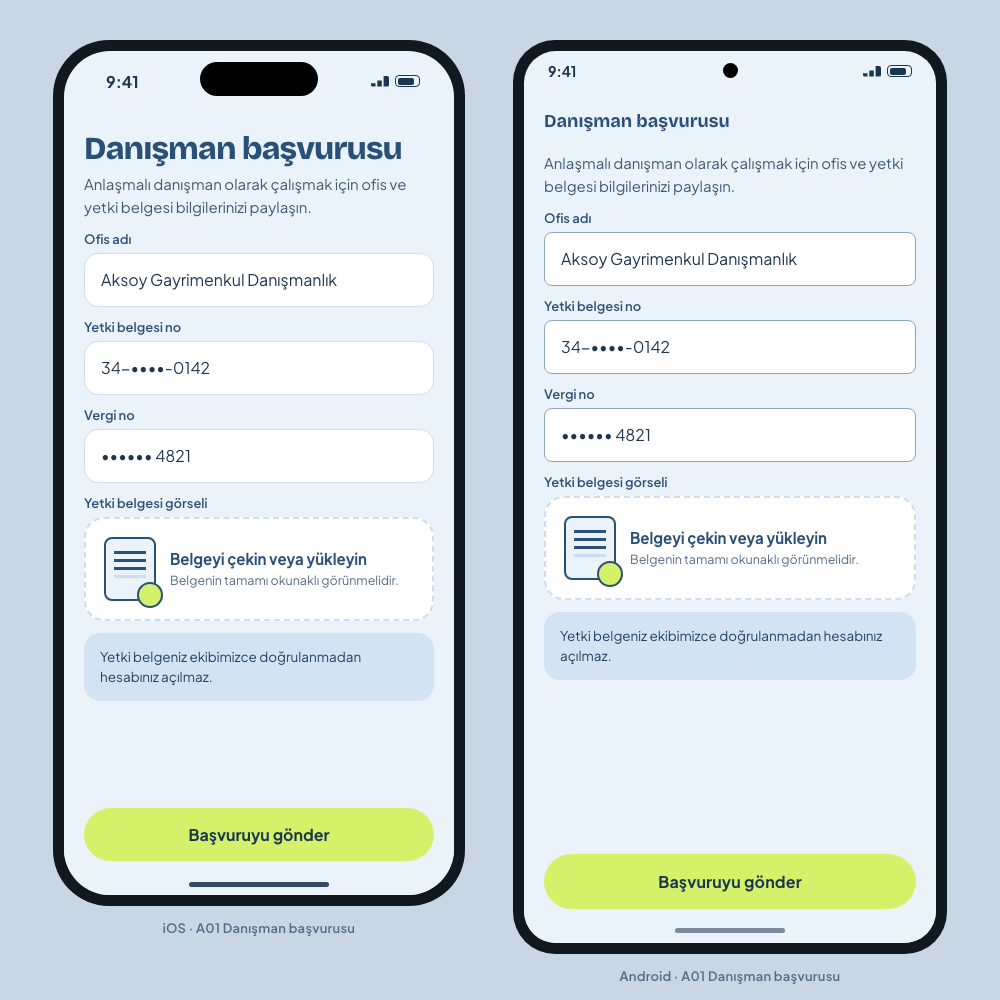 9:41
Danışman başvurusu
Anlaşmalı danışman olarak çalışmak için ofis ve
yetki belgesi bilgilerinizi paylaşın.
Ofis adı
Aksoy Gayrimenkul Danışmanlık
Yetki belgesi no
34-••••-0142
Vergi no
•••••• 4821
Yetki belgesi görseli
Belgeyi çekin veya yükleyin
Belgenin tamamı okunaklı görünmelidir.
Yetki belgeniz ekibimizce doğrulanmadan
hesabınız açılmaz.
Başvuruyu gönder
iOS · A01 Danışman başvurusu
9:41
Danışman başvurusu
Anlaşmalı danışman olarak çalışmak için ofis ve yetki
belgesi bilgilerinizi paylaşın.
Ofis adı
Aksoy Gayrimenkul Danışmanlık
Yetki belgesi no
34-••••-0142
Vergi no
•••••• 4821
Yetki belgesi görseli
Belgeyi çekin veya yükleyin
Belgenin tamamı okunaklı görünmelidir.
Yetki belgeniz ekibimizce doğrulanmadan hesabınız
açılmaz.
Başvuruyu gönder
Android · A01 Danışman başvurusu